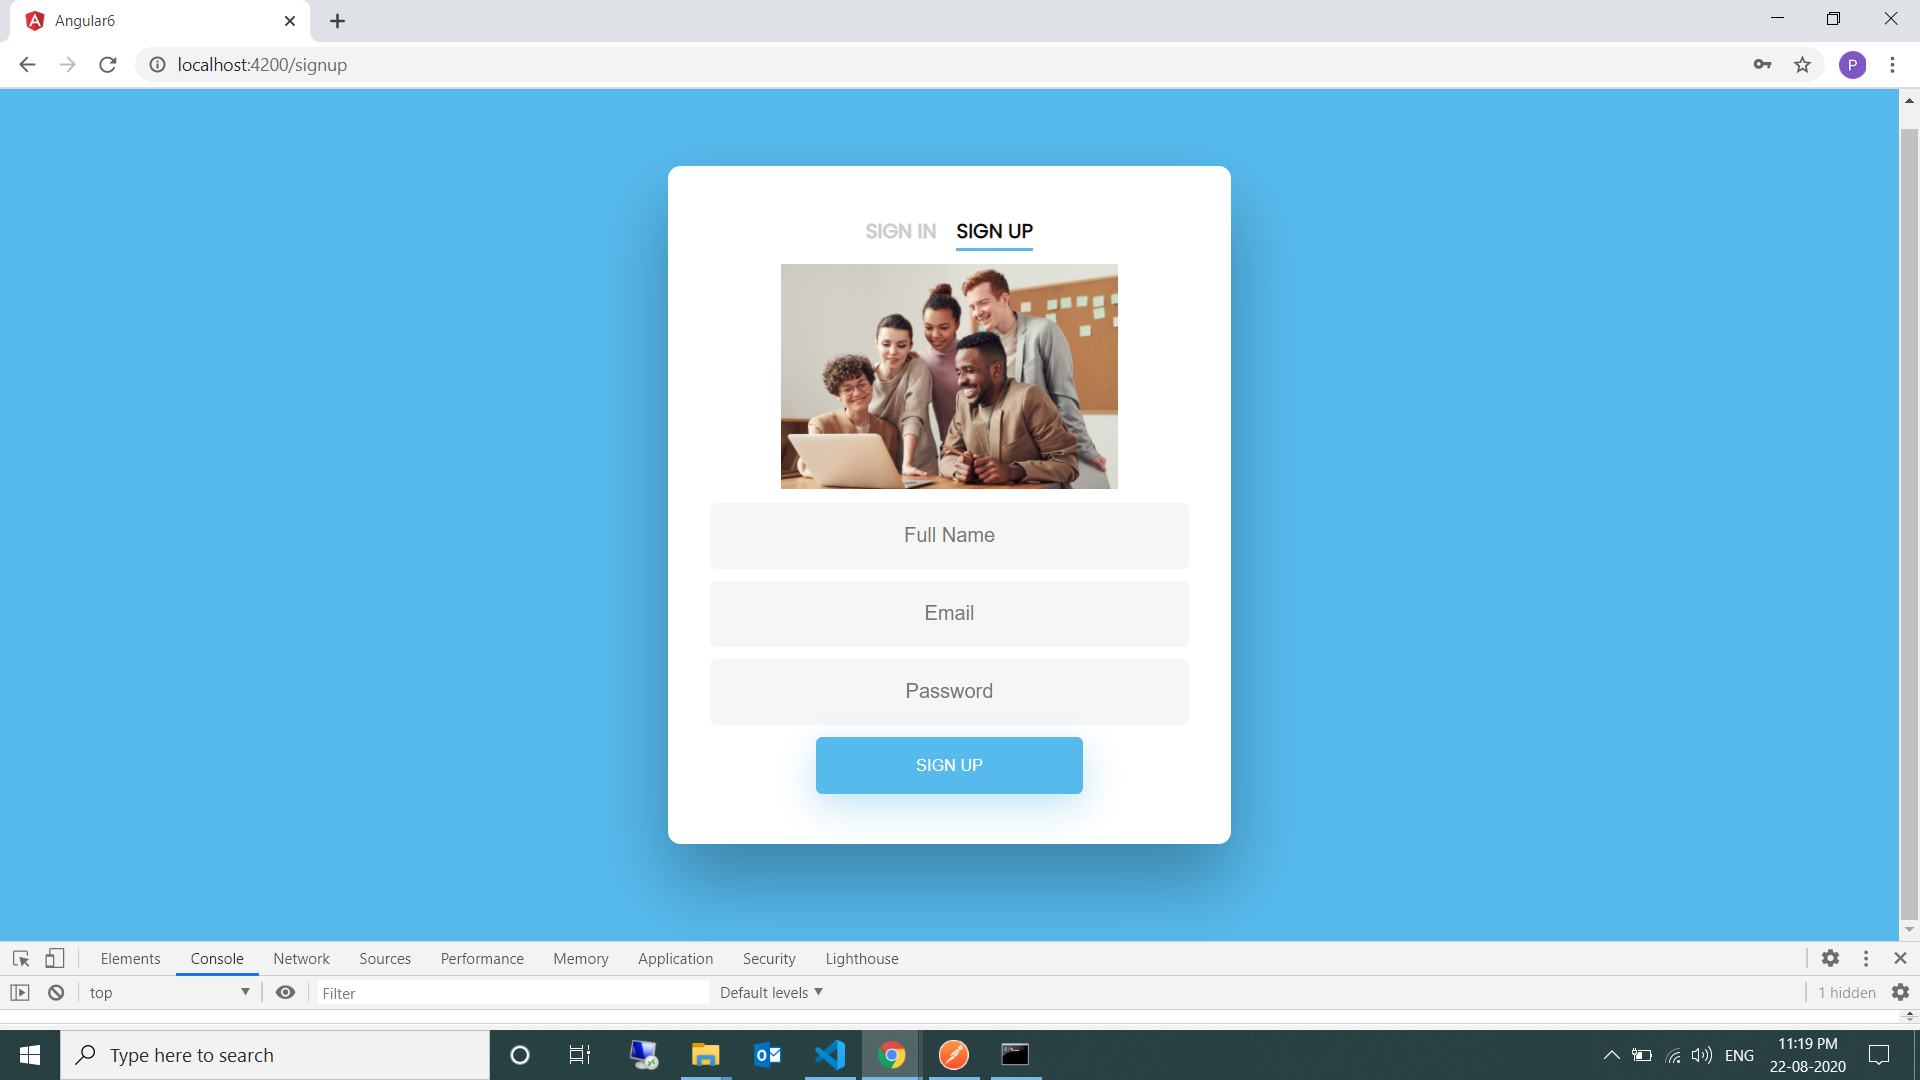 Angular6
localhost:4200/signup
P
SIGN IN SIGN UP
Full Name
Email
Password
SIGN UP
Elements Console Network Sources Performance Memory Application Security Lighthouse
top Filter Default levels 1 hidden
Type here to search
ENG
11:19 PM
22-08-2020